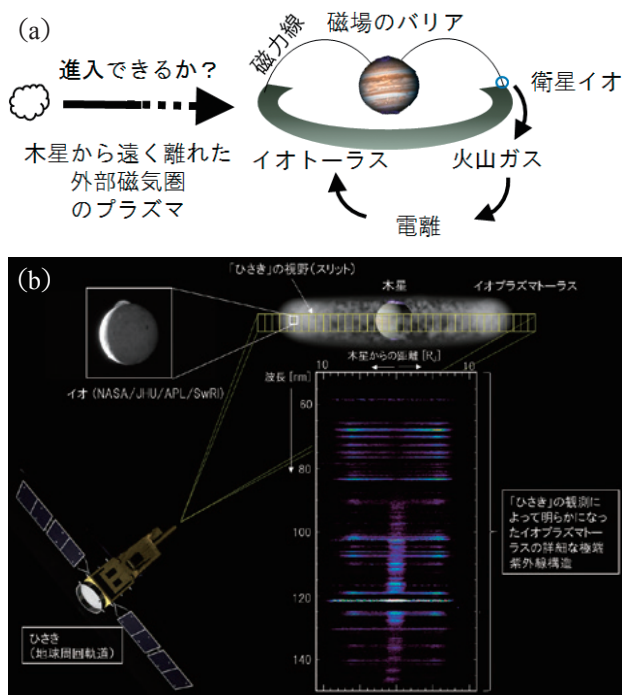 (a)
磁場のバリア
磁力線
進入できるか？
衛星イオ
木星から遠く離れた
外部磁気圏
のプラズマ
イオトーラス
火山ガス
電離
(b)
「ひさき」の視野(スリット)
木星
イオプラズマトーラス
イオ (NASA/JHU/APL/SwRI)
木星からの距離 [RJ]
10
10
波長 [nm]
60
80
100
120
140
「ひさき」の観測に
よって明らかになっ
たイオプラズマトー
ラスの詳細な極端
紫外線構造
ひさき
(地球周回軌道)